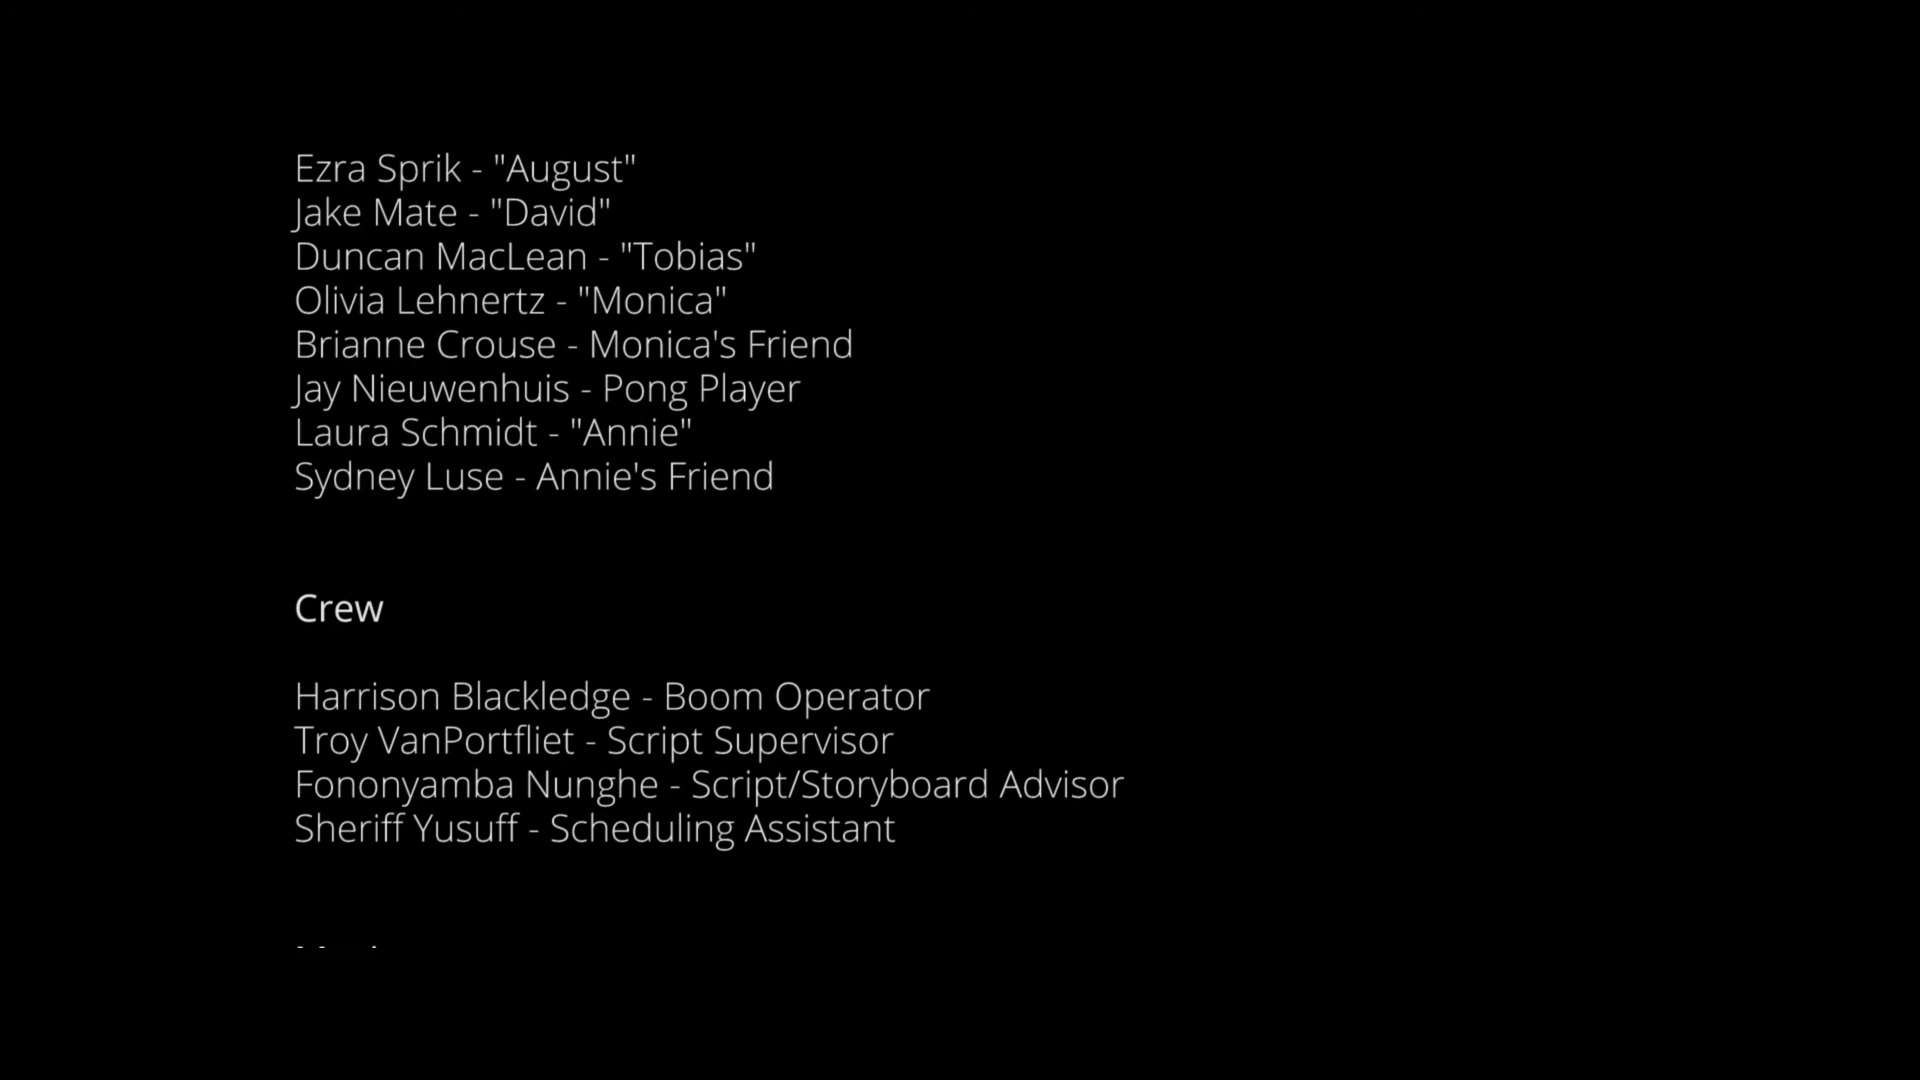 Ezra Sprik - "August"
Jake Mate - "David"
Duncan MacLean - "Tobias"
Olivia Lehnertz - "Monica"
Brianne Crouse - Monica's Friend
Jay Nieuwenhuis - Pong Player
Laura Schmidt - "Annie"
Sydney Luse - Annie's Friend
Crew
Harrison Blackledge - Boom Operator
Troy VanPortfliet - Script Supervisor
Fononyamba Nunghe - Script/Storyboard Advisor
Sheriff Yusuff - Scheduling Assistant